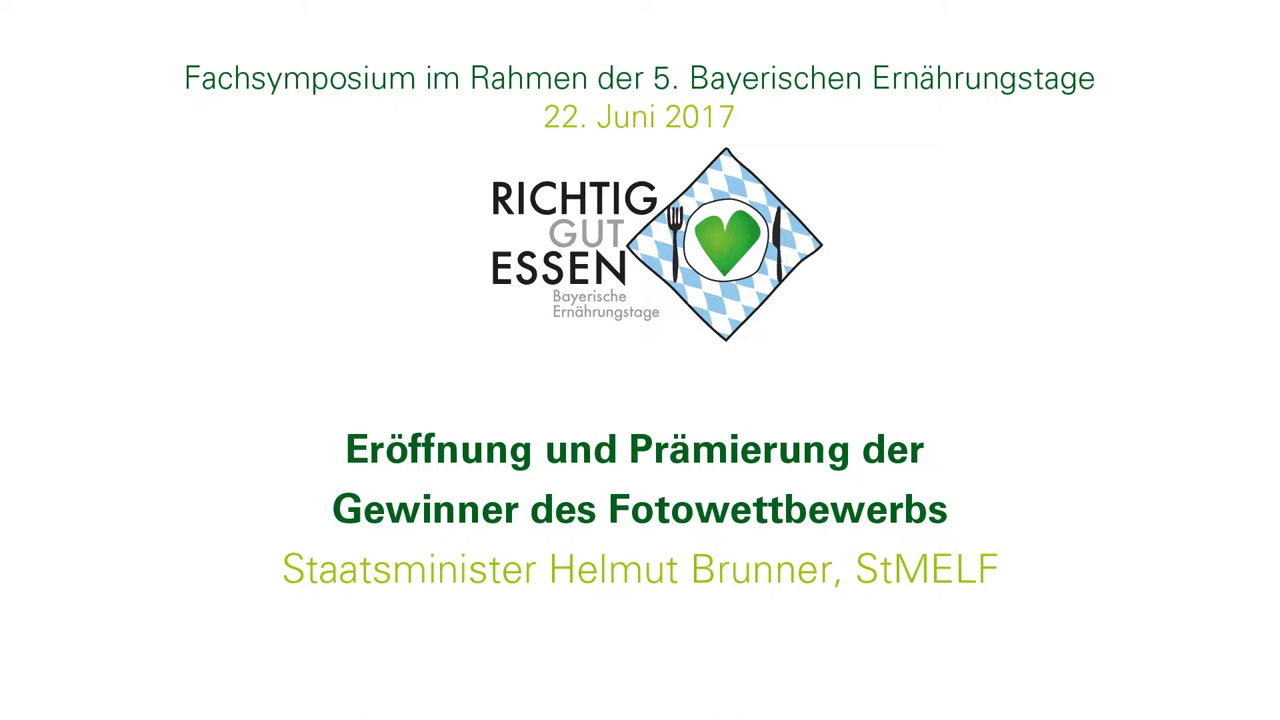 Fachsymposium im Rahmen der 5. Bayerischen Ernährungstage
22. Juni 2017
RICHTIG
GUT
ESSEN
Bayerische
Ernährungstage
Eröffnung und Prämierung der
Gewinner des Fotowettbewerbs
Staatsminister Helmut Brunner, StMELF